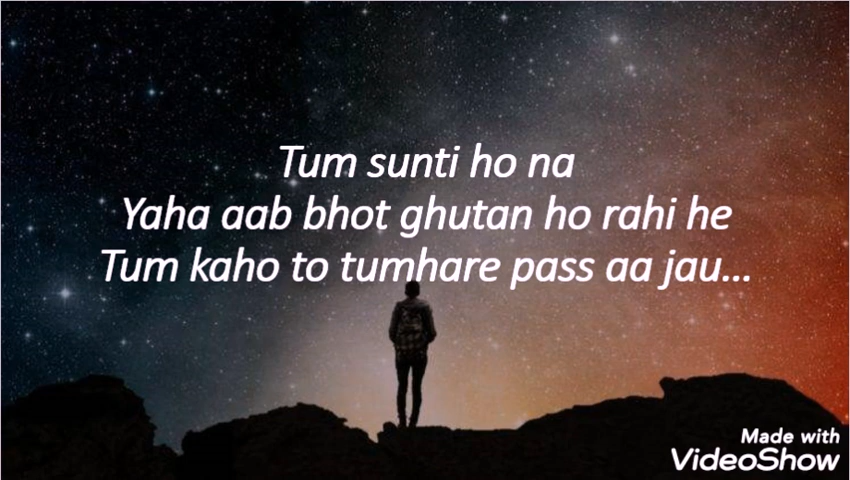 Tum sunti ho na
Yaha aab bhot ghutan ho rahi he
Tum kaho to tumhare pass aa jau...
Made with
VideoShow